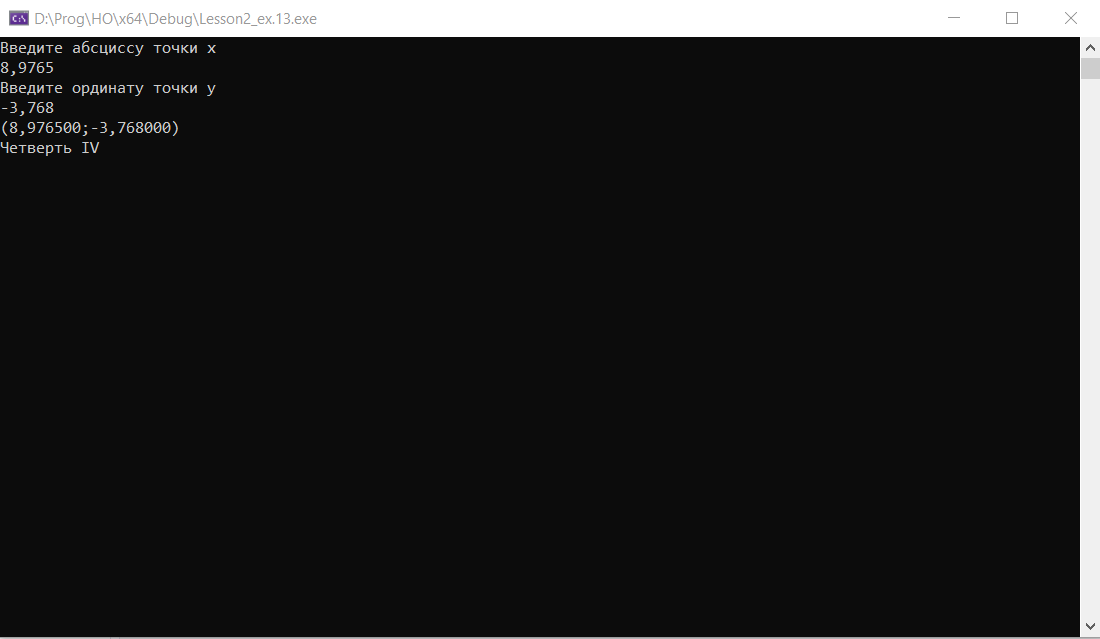 D:\Prog\HO\x64\Debug\Lesson2_ex.13.exe
Введите абсциссу точки x
8,9765
Введите ординату точки y
-3,768
(8,976500;-3,768000)
Четверть IV